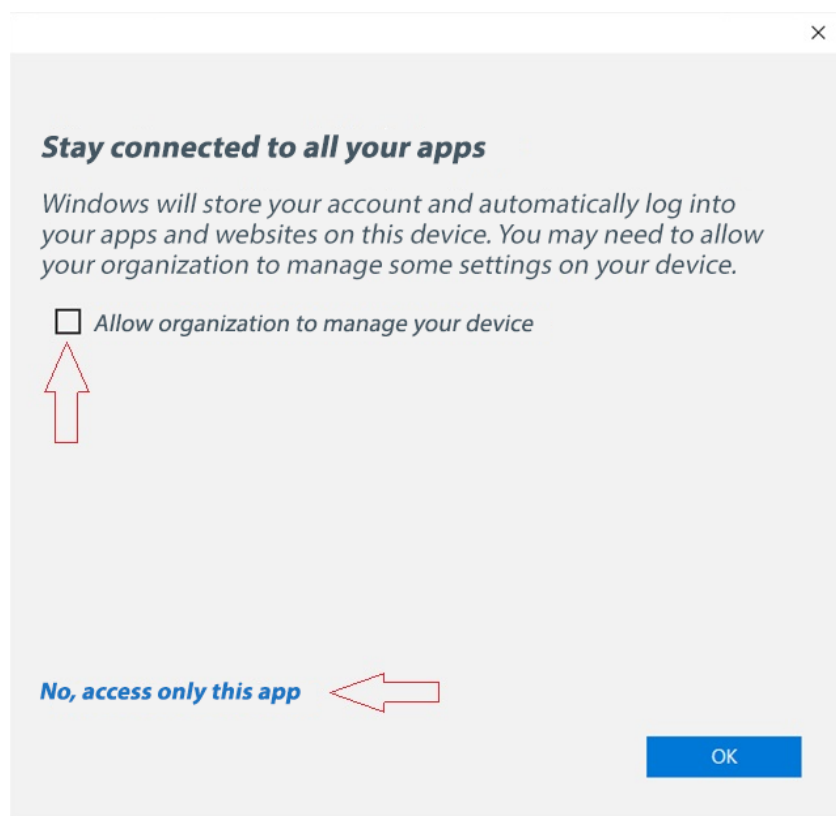 Stay connected to all your apps
Windows will store your account and automatically log into
your apps and websites on this device. You may need to allow
your organization to manage some settings on your device.
Allow organization to manage your device
No, access only this app
OK